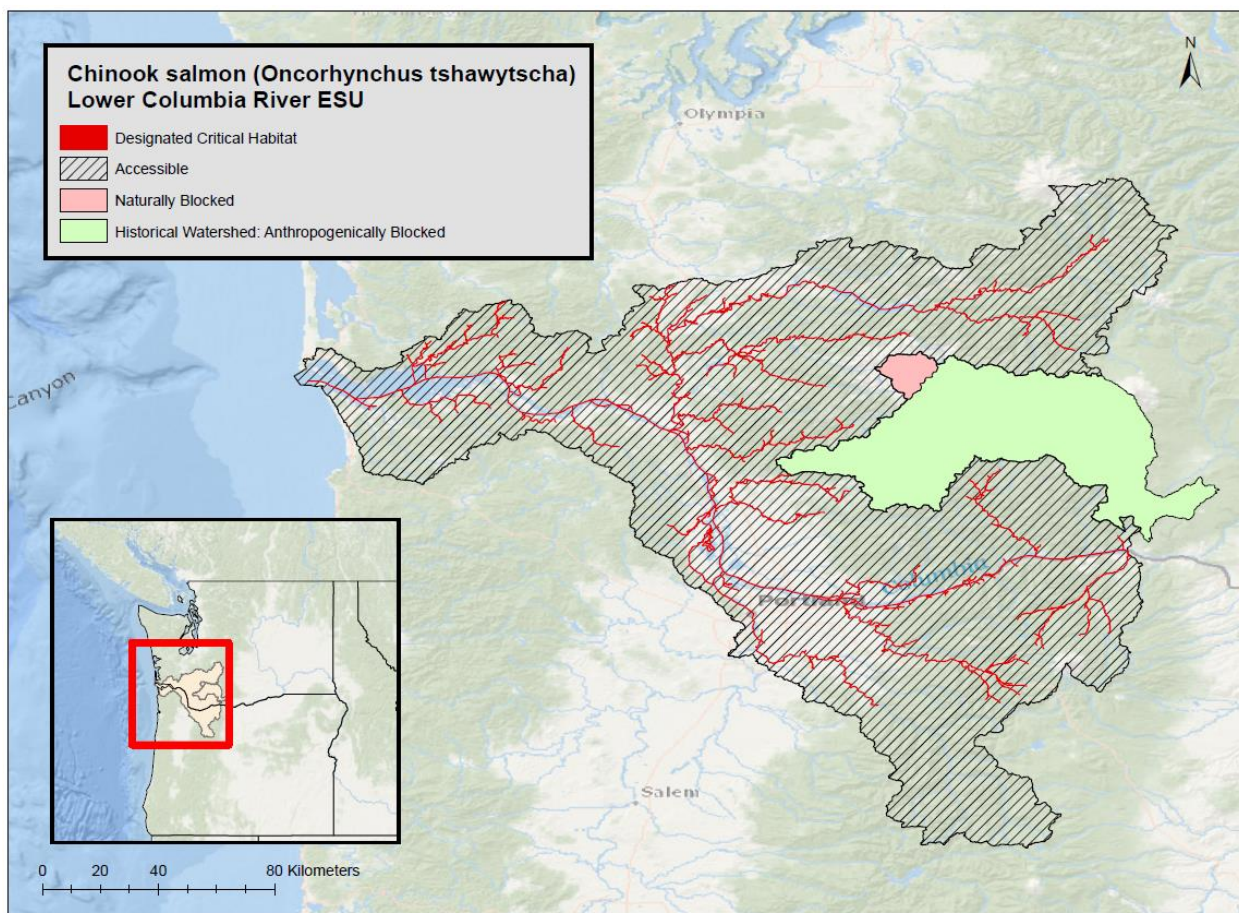 Chinook salmon (Oncorhynchus tshawytscha)
Lower Columbia River ESU
Designated Critical Habitat
Accessible
Naturally Blocked
Historical Watershed: Anthropogenically Blocked
N
Olympia
Canyon
Columbia
Portland
Salem
0 20 40 80 Kilometers